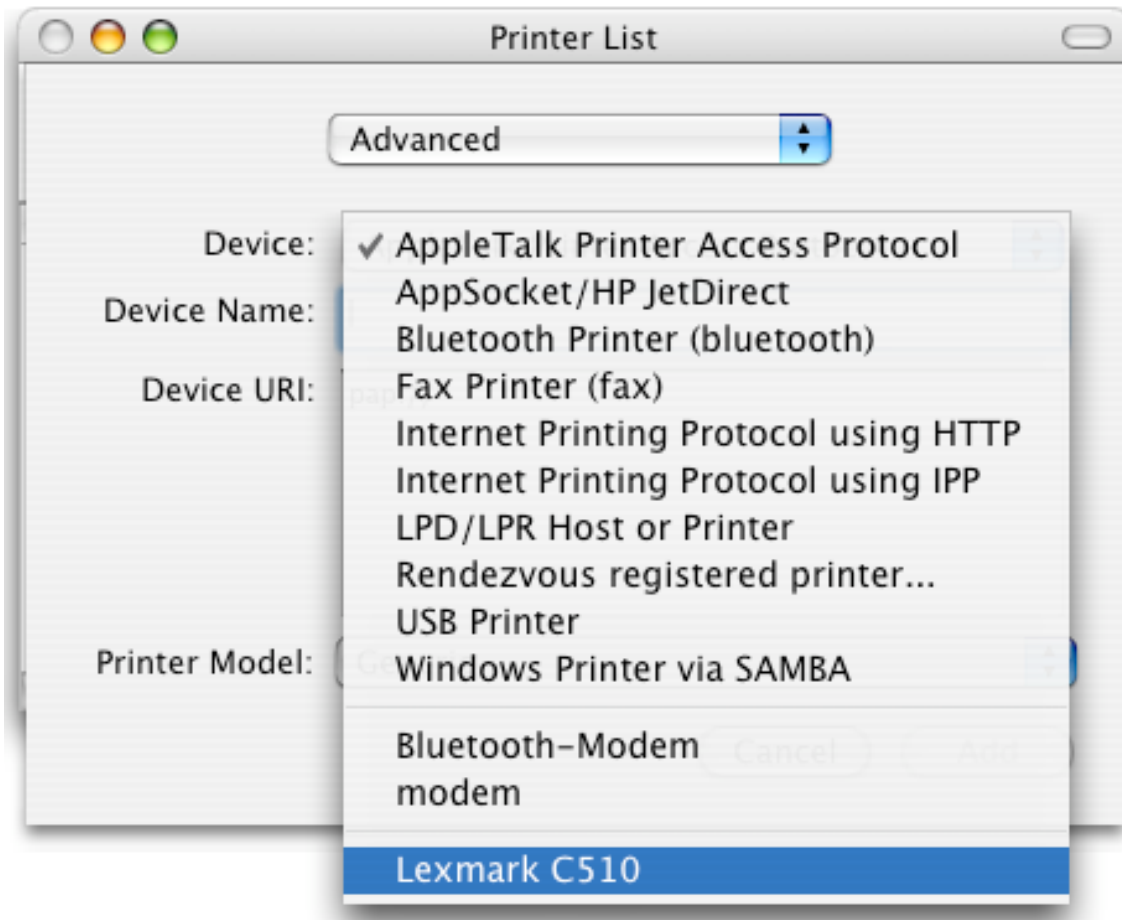 Printer List
Advanced
Device:
✓ AppleTalk Printer Access Protocol
AppSocket/HP JetDirect
Device Name:
Bluetooth Printer (bluetooth)
Device URI:
Fax Printer (fax)
Internet Printing Protocol using HTTP
Internet Printing Protocol using IPP
LPD/LPR Host or Printer
Rendezvous registered printer...
USB Printer
Printer Model:
Windows Printer via SAMBA
Bluetooth-Modem
Cancel
Add
modem
Lexmark C510